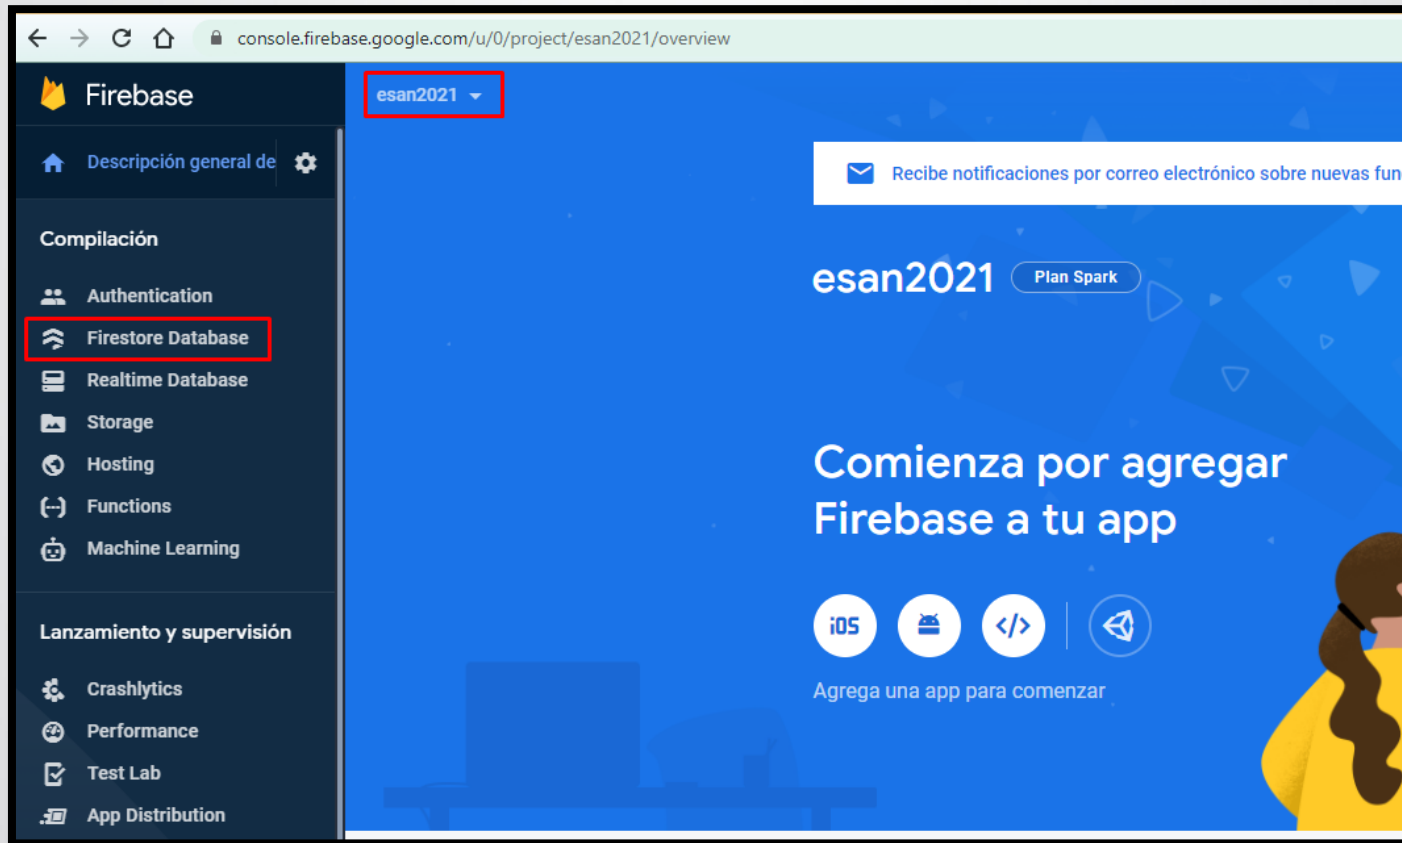 console.firebase.google.com/u/0/project/esan2021/overview
Firebase
esan2021
Descripción general de
Recibe notificaciones por correo electrónico sobre nuevas fun
Compilación
esan2021 Plan Spark
Authentication
Firestore Database
Realtime Database
Storage
Hosting
Functions
Machine Learning
Comienza por agregar
Firebase a tu app
iOS
Agrega una app para comenzar
Lanzamiento y supervisión
Crashlytics
Performance
Test Lab
App Distribution